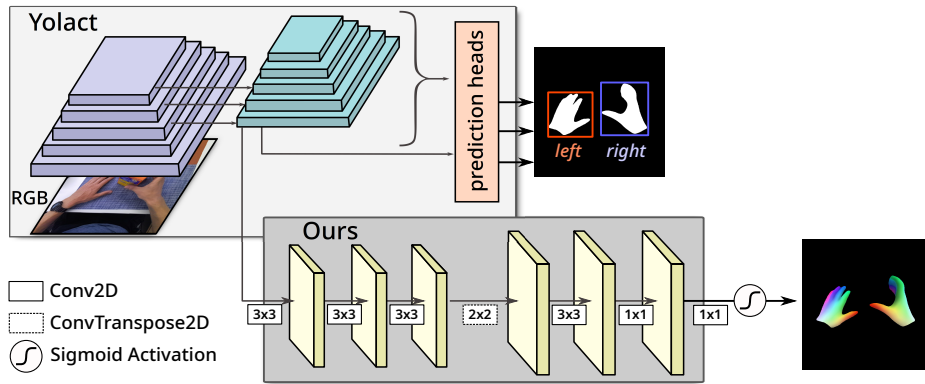 Yolact
RGB
prediction heads
left right
Ours
3x3 3x3 3x3 2x2 3x3 1x1 1x1
Conv2D
ConvTranspose2D
Sigmoid Activation